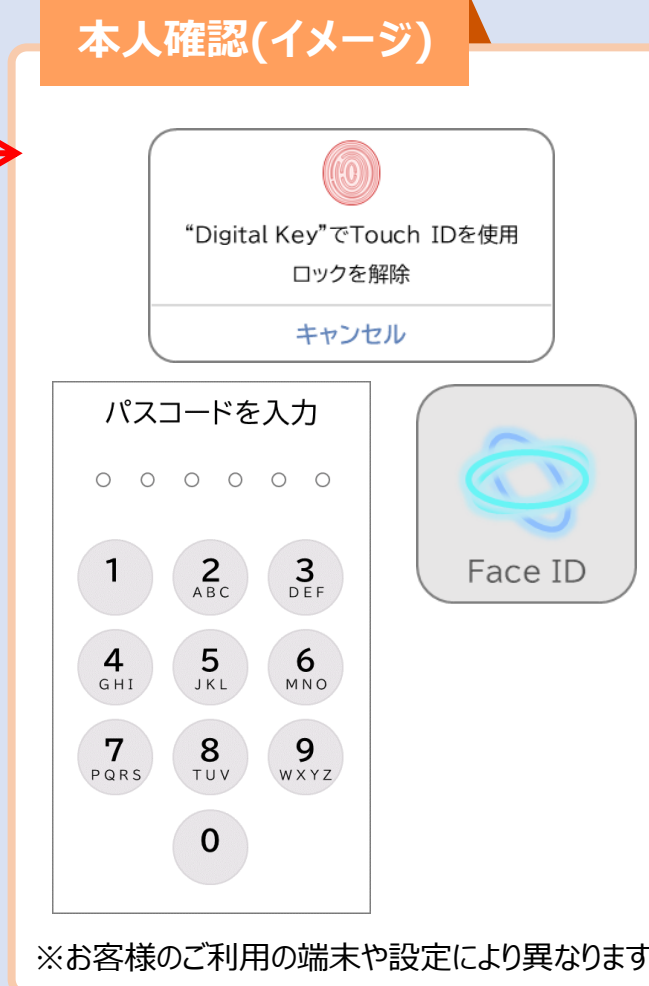 本人確認(イメージ)
“Digital Key”でTouch IDを使用
ロックを解除
キャンセル
パスコードを入力
1
2
ABC
3
DEF
4
GHI
5
JKL
6
MNO
7
PQRS
8
TUV
9
WXYZ
0
Face ID
※お客様のご利用の端末や設定により異なります